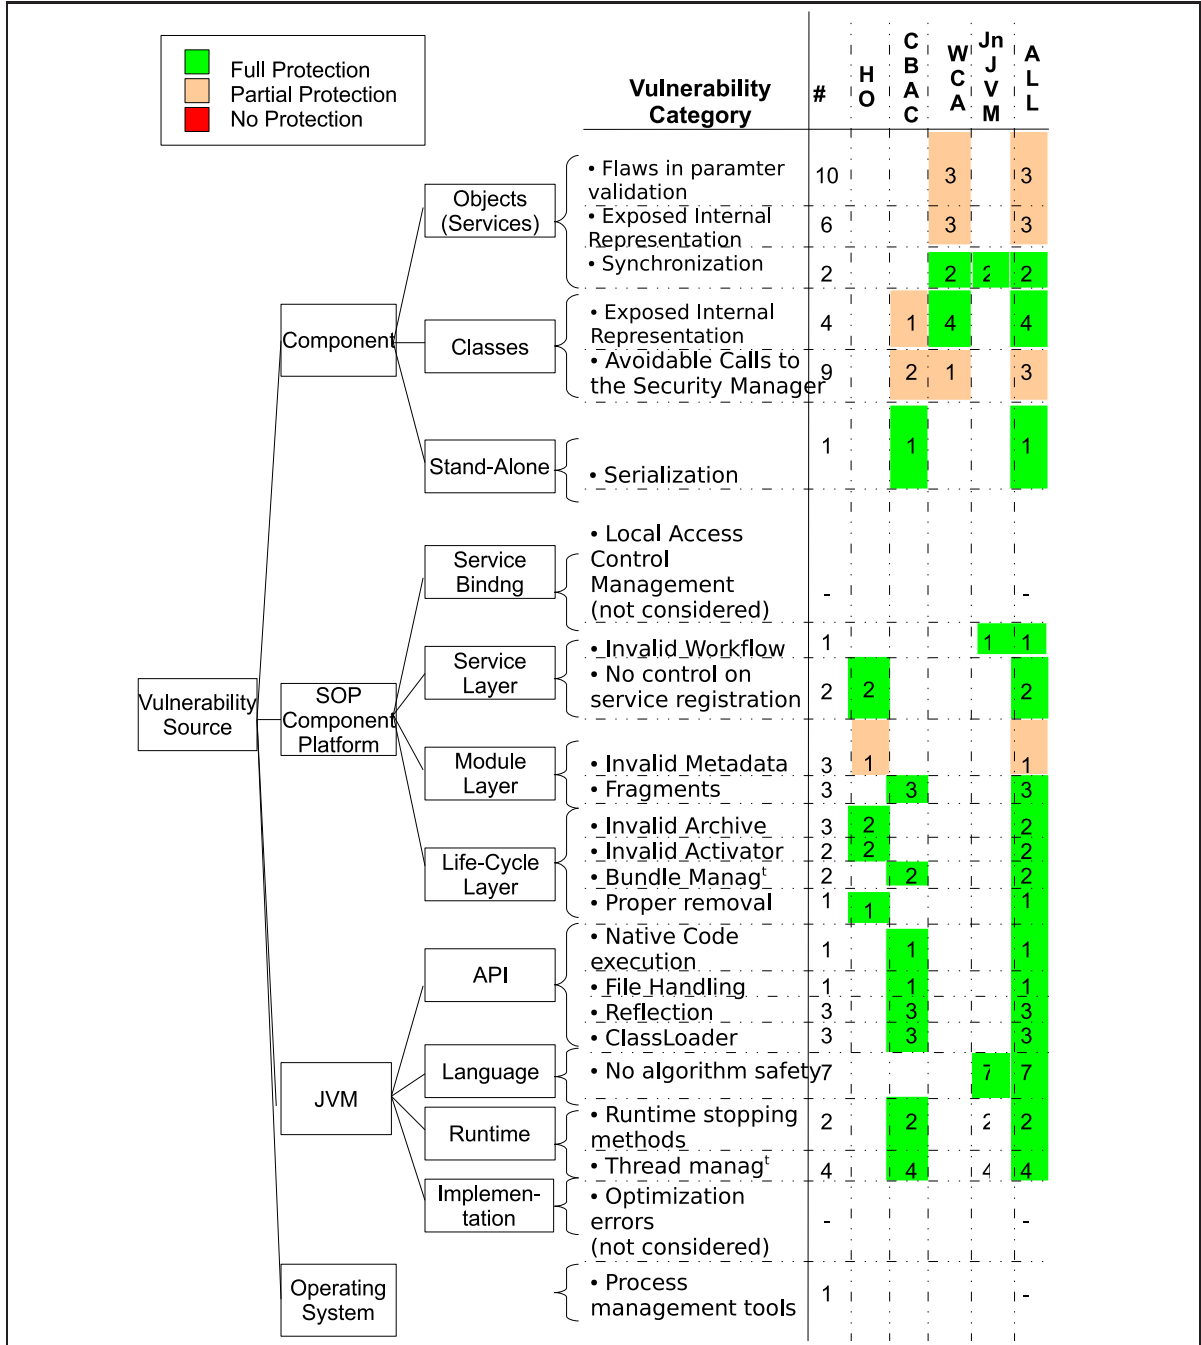 Full Protection
Partial Protection
No Protection
Vulnerability
Category
#
H
O
C
B
A
C
W
C
A
Jn
J
V
M
A
L
L
Objects
(Services)
• Flaws in paramter
validation
10
3
3
• Exposed Internal
Representation
6
3
3
• Synchronization
2
2
2
2
Component
Classes
• Exposed Internal
Representation
4
1
4
4
• Avoidable Calls to
the Security Manager
9
2
1
3
Stand-Alone
• Serialization
1
1
1
Service
Bindng
• Local Access
Control
Management
(not considered)
-
-
Vulnerability
Source
SOP
Component
Platform
Service
Layer
• Invalid Workflow
1
1
1
• No control on
service registration
2
2
2
Module
Layer
• Invalid Metadata
3
1
1
• Fragments
3
3
3
Life-Cycle
Layer
• Invalid Archive
3
2
2
• Invalid Activator
2
2
2
• Bundle Managᵗ
2
2
2
• Proper removal
1
1
1
JVM
API
• Native Code
execution
1
1
1
• File Handling
1
1
1
• Reflection
3
3
3
• ClassLoader
3
3
3
Language
• No algorithm safety
7
7
7
Runtime
• Runtime stopping
methods
2
2
2
2
• Thread managᵗ
4
4
4
4
Implemen-
tation
• Optimization
errors
(not considered)
-
-
Operating
System
• Process
management tools
1
-